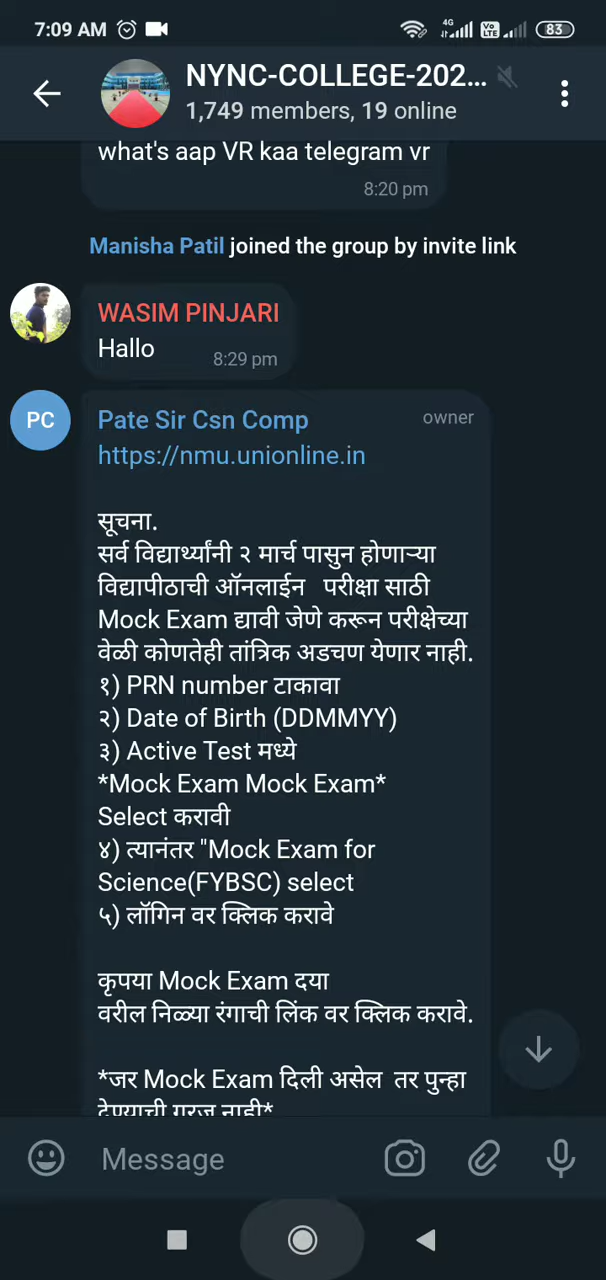 7:09 AM
4G
Vo LTE
83
NYNC-COLLEGE-202...
1,749 members, 19 online
what's aap VR kaa telegram vr
8:20 pm
Manisha Patil joined the group by invite link
WASIM PINJARI
Hallo
8:29 pm
PC
Pate Sir Csn Comp
owner
https://nmu.unionline.in
सूचना.
सर्व विद्यार्थ्यांनी २ मार्च पासुन होणाऱ्या
विद्यापीठाची ऑनलाईन परीक्षा साठी
Mock Exam द्यावी जेणे करून परीक्षेच्या
वेळी कोणतेही तांत्रिक अडचण येणार नाही.
१) PRN number टाकावा
२) Date of Birth (DDMMYY)
३) Active Test मध्ये
*Mock Exam Mock Exam*
Select करावी
४) त्यानंतर "Mock Exam for
Science(FYBSC) select
५) लॉगिन वर क्लिक करावे
कृपया Mock Exam दया
वरील निळ्या रंगाची लिंक वर क्लिक करावे.
*जर Mock Exam दिली असेल तर पुन्हा
देण्याची गरज नाही*
Message